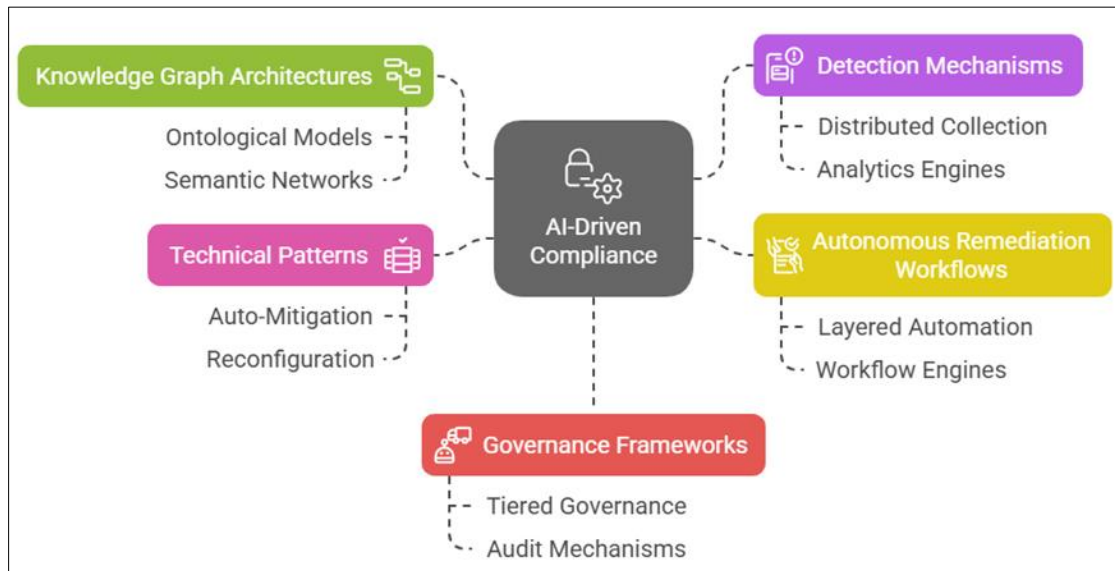 Knowledge Graph Architectures
Ontological Models
Semantic Networks
Technical Patterns
Auto-Mitigation
Reconfiguration
AI-Driven
Compliance
Detection Mechanisms
Distributed Collection
Analytics Engines
Autonomous Remediation
Workflows
Layered Automation
Workflow Engines
Governance Frameworks
Tiered Governance
Audit Mechanisms